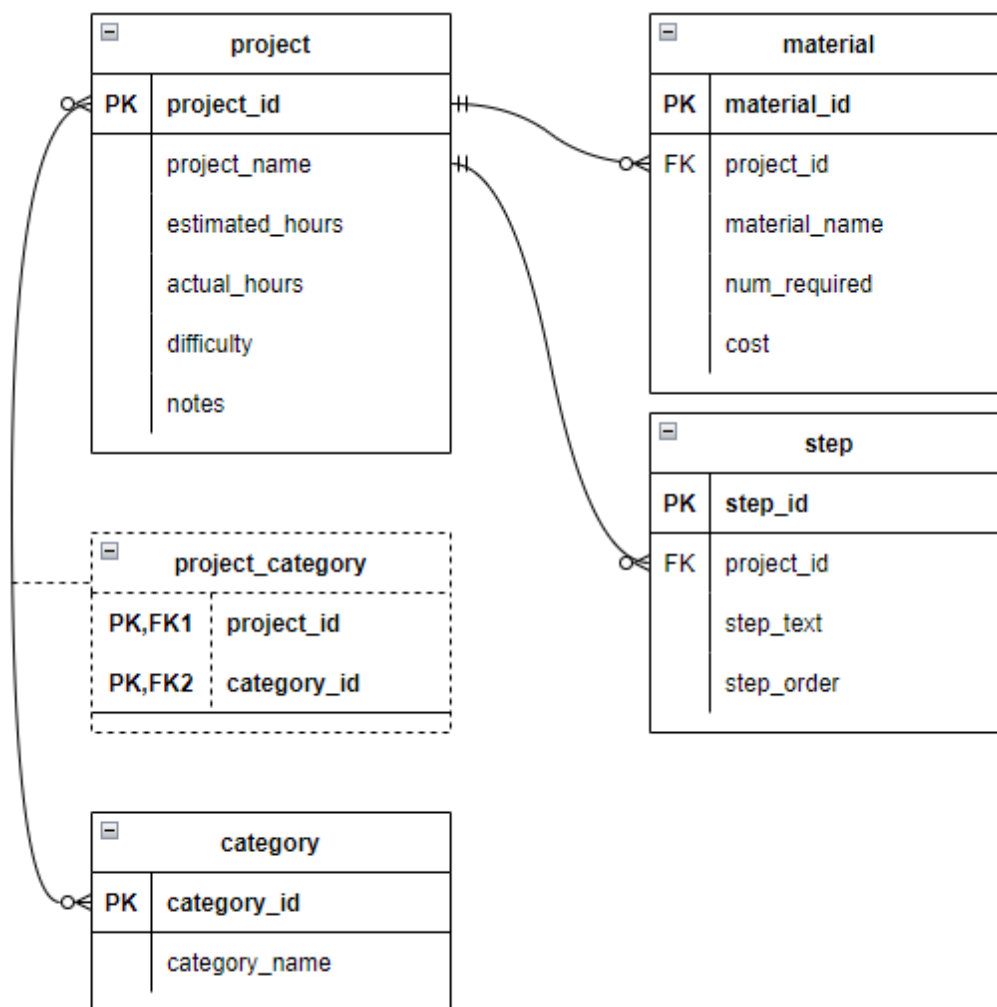 project
PK project_id
project_name
estimated_hours
actual_hours
difficulty
notes
material
PK material_id
FK project_id
material_name
num_required
cost
step
PK step_id
FK project_id
step_text
step_order
project_category
PK,FK1 project_id
PK,FK2 category_id
category
PK category_id
category_name